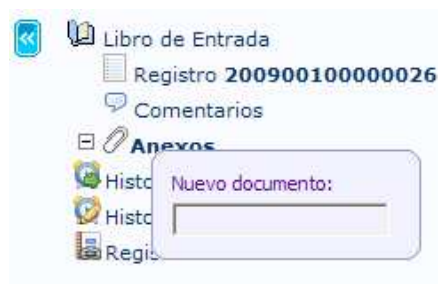 Libro de Entrada
Registro 200900100000026
Comentarios
Anexos
Nuevo documento: